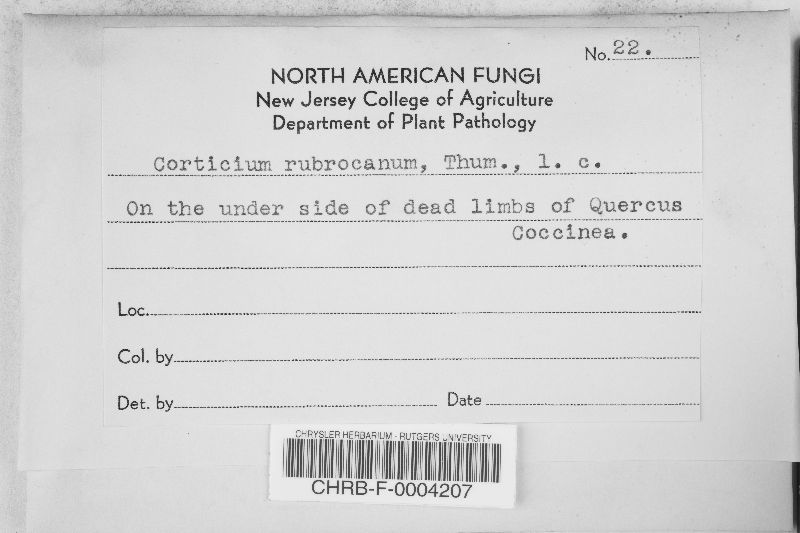 No. 22.
NORTH AMERICAN FUNGI
New Jersey College of Agriculture
Department of Plant Pathology
Corticium rubrocanum, Thum., l. c.
On the under side of dead limbs of Quercus
Coccinea.
Loc.
Col. by
Det. by Date
CHRYSLER HERBARIUM - RUTGERS UNIVERSITY
CHRB-F-0004207